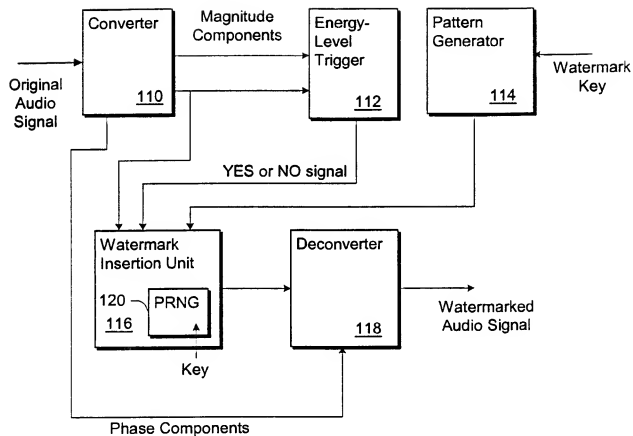 Converter
110
Original
Audio
Signal
Magnitude
Components
Energy-
Level
Trigger
112
Pattern
Generator
114
Watermark
Key
YES or NO signal
Watermark
Insertion Unit
120
PRNG
116
Key
Deconverter
118
Watermarked
Audio Signal
Phase Components